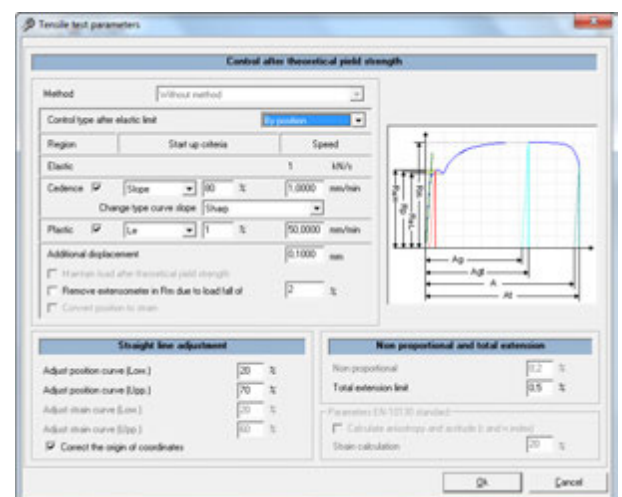 Tensile test parameters
Control after theoretical yield strength
Method Without method
Control type after elastic limit By position
Region Start up criteria Speed
Elastic 1 kN/s
Cadence Slope 80 % 1,0000 mm/min
Change type curve slope Sharp
Plastic Le 1 % 50,0000 mm/min
Additional displacement 0,1000 mm
Maintain load after theoretical yield strength
Remove extensometer in Rm due to load fall of 2 %
Convert position to strain
Ag
Agt
A
At
Straight line adjustment
Adjust position curve (Low.) 20 %
Adjust position curve (Upp.) 70 %
Adjust strain curve (Low.) 20 %
Adjust strain curve (Upp.) 60 %
Correct the origin of coordinates
Non proportional and total extension
Non proportional 0,2 %
Total extension limit 0,5 %
Parameters EN-10130 standard
Calculate anisotropy and acritude (r and n index)
Strain calculation 20 %
Ok Cancel